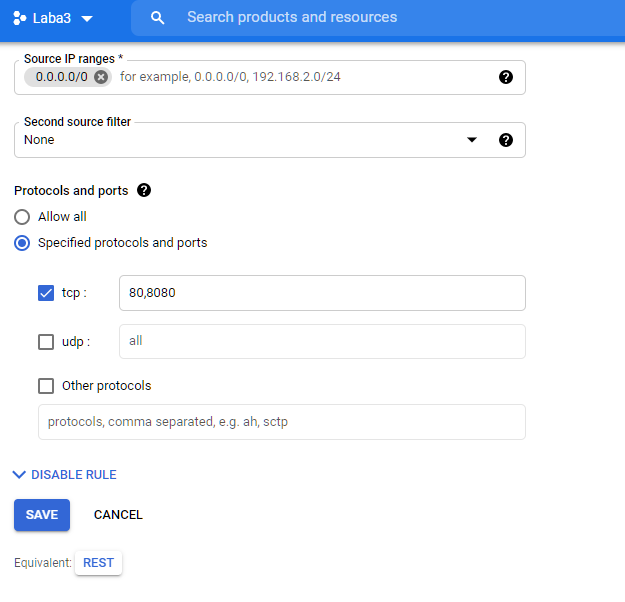 Laba3 Search products and resources
Source IP ranges *
0.0.0.0/0 for example, 0.0.0.0/0, 192.168.2.0/24
Second source filter
None
Protocols and ports
Allow all
Specified protocols and ports
tcp : 80,8080
udp : all
Other protocols
protocols, comma separated, e.g. ah, sctp
DISABLE RULE
SAVE CANCEL
Equivalent: REST